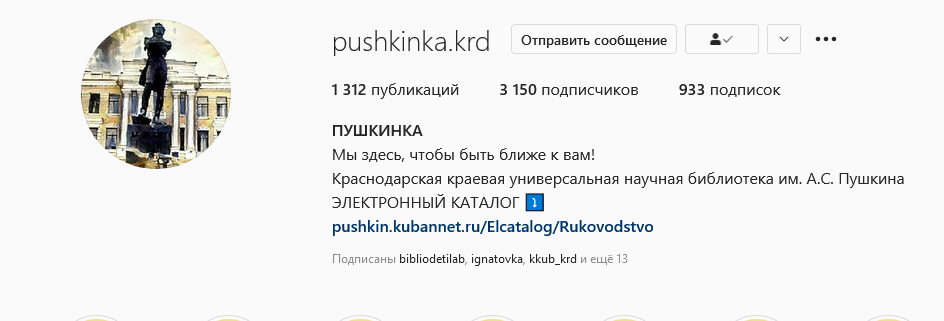 pushkinka.krd Отправить сообщение
1 312 публикаций 3 150 подписчиков 933 подписок
ПУШКИНКА
Мы здесь, чтобы быть ближе к вам!
Краснодарская краевая универсальная научная библиотека им. А.С. Пушкина
ЭЛЕКТРОННЫЙ КАТАЛОГ ⤵️
pushkin.kubannet.ru/Elcatalog/Rukovodstvo
Подписаны bibliodetilab, ignatovka, kkub_krd и ещё 13